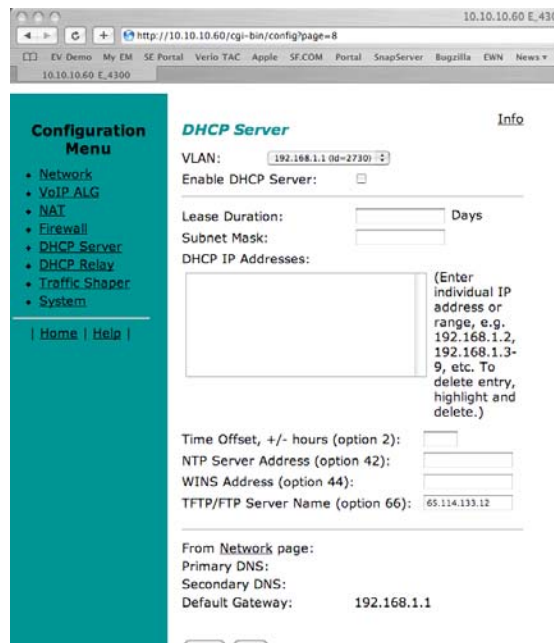 10.10.10.60 E_430
http://10.10.10.60/cgi-bin/config?page=8
EV-Demo My EM SE Portal Verio TAC Apple SF.COM Portal SnapServer Bugzilla EWN News
10.10.10.60 E_4300
Configuration
Menu
Network
VoIP ALG
NAT
Firewall
DHCP Server
DHCP Relay
Traffic Shaper
System
| Home | Help |
Info
DHCP Server
VLAN: 192.168.1.1 (id=2730)
Enable DHCP Server:
Lease Duration: Days
Subnet Mask:
DHCP IP Addresses:
(Enter
individual IP
address or
range, e.g.
192.168.1.2,
192.168.1.3-
9, etc. To
delete entry,
highlight and
delete.)
Time Offset, +/- hours (option 2):
NTP Server Address (option 42):
WINS Address (option 44):
TFTP/FTP Server Name (option 66): 65.114.133.12
From Network page:
Primary DNS:
Secondary DNS:
Default Gateway: 192.168.1.1